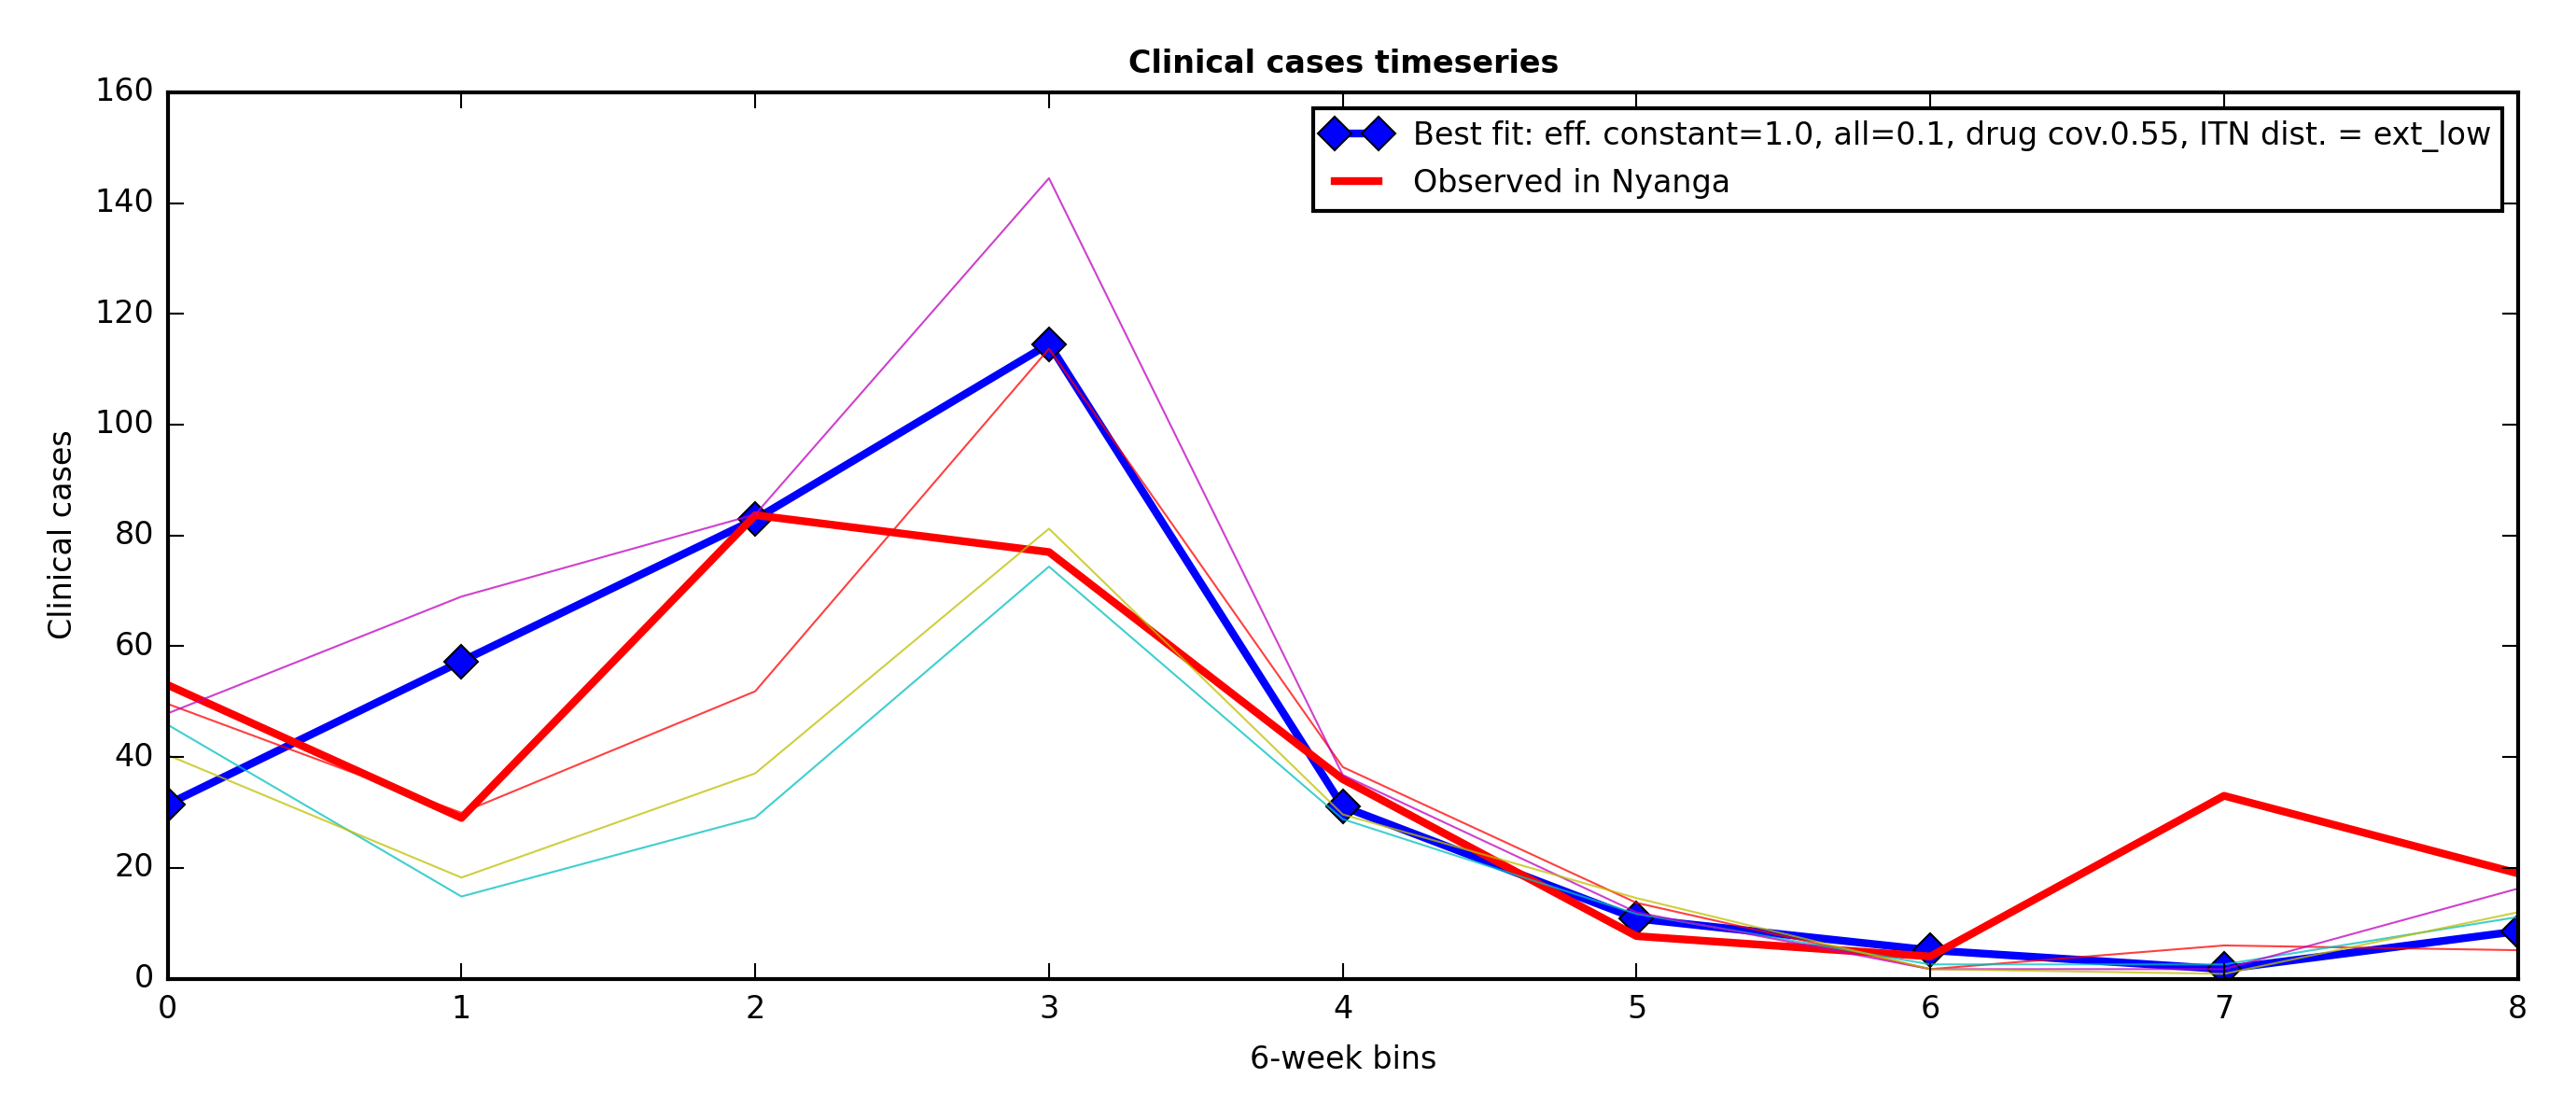 Clinical cases timeseries
160
140
120
100
80
60
40
20
0
Clinical cases
Best fit: eff. constant=1.0, all=0.1, drug cov.0.55, ITN dist. = ext_low
Observed in Nyanga
0 1 2 3 4 5 6 7 8
6-week bins